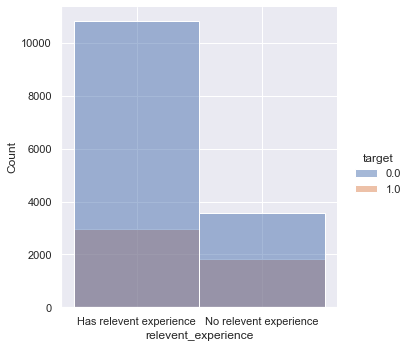 10000
8000
6000
4000
2000
0
Count
Has relevent experience
No relevent experience
relevent_experience
target
0.0
1.0